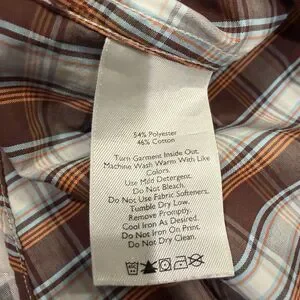 54% Polyester
46% Cotton
Turn Garment Inside Out.
Machine Wash Warm With Like
Colors.
Use Mild Detergent.
Do Not Bleach.
Do Not Use Fabric Softeners.
Tumble Dry Low.
Remove Promptly.
Cool Iron As Desired.
Do Not Iron On Print.
Do Not Dry Clean.